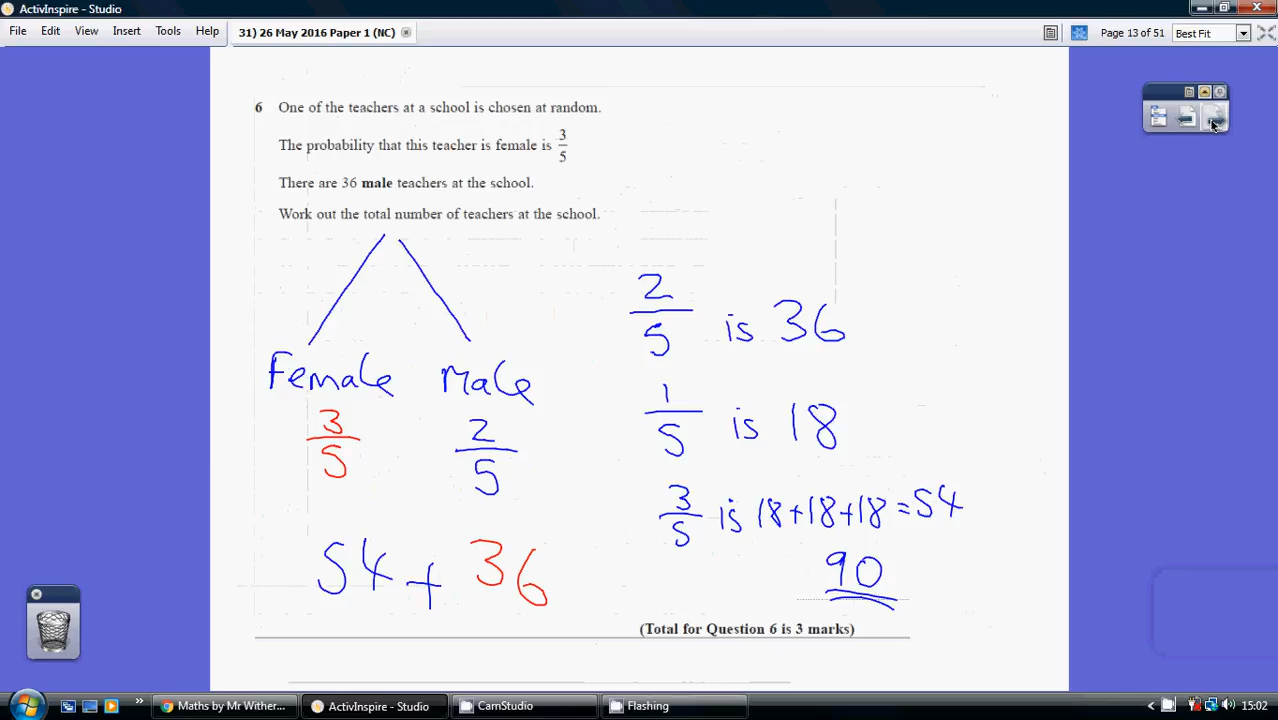 ActivInspire - Studio
File Edit View Insert Tools Help
31) 26 May 2016 Paper 1 (NC)
Page 13 of 51
Best Fit
6 One of the teachers at a school is chosen at random.
The probability that this teacher is female is 3/5
There are 36 male teachers at the school.
Work out the total number of teachers at the school.
Female Male
3/5 2/5
54 + 36
2/5 is 36
1/5 is 18
3/5 is 18+18+18=54
90
(Total for Question 6 is 3 marks)
Maths by Mr Wither...
ActivInspire - Studio
CamStudio
Flashing
15:02